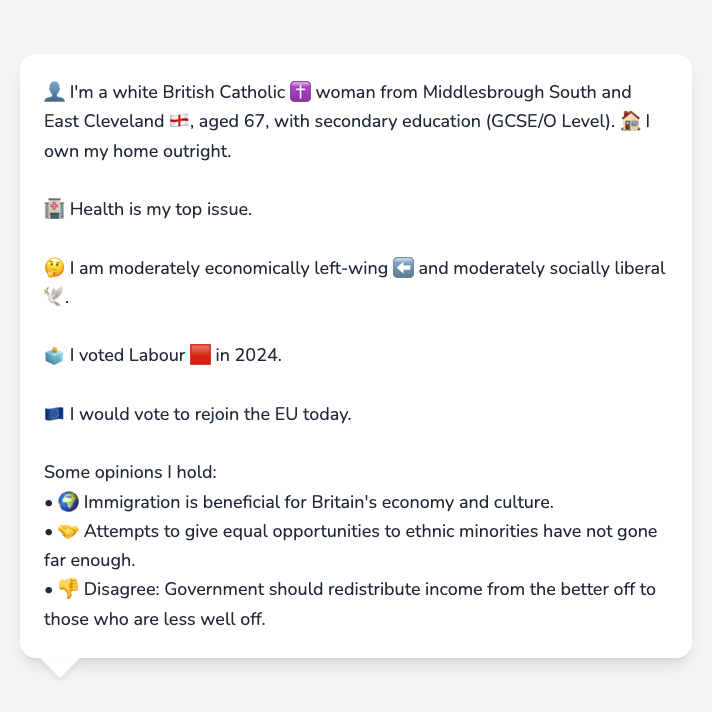 👤 I'm a white British Catholic ✝️ woman from Middlesbrough South and
East Cleveland 🏴󠁧󠁢󠁥󠁮󠁧󠁿, aged 67, with secondary education (GCSE/O Level). 🏠 I
own my home outright.
🏥 Health is my top issue.
🤔 I am moderately economically left-wing ⬅️ and moderately socially liberal
🕊️.
🗳️ I voted Labour 🟥 in 2024.
🇪🇺 I would vote to rejoin the EU today.
Some opinions I hold:
• 🌍 Immigration is beneficial for Britain's economy and culture.
• 🤝 Attempts to give equal opportunities to ethnic minorities have not gone
far enough.
• 👎 Disagree: Government should redistribute income from the better off to
those who are less well off.